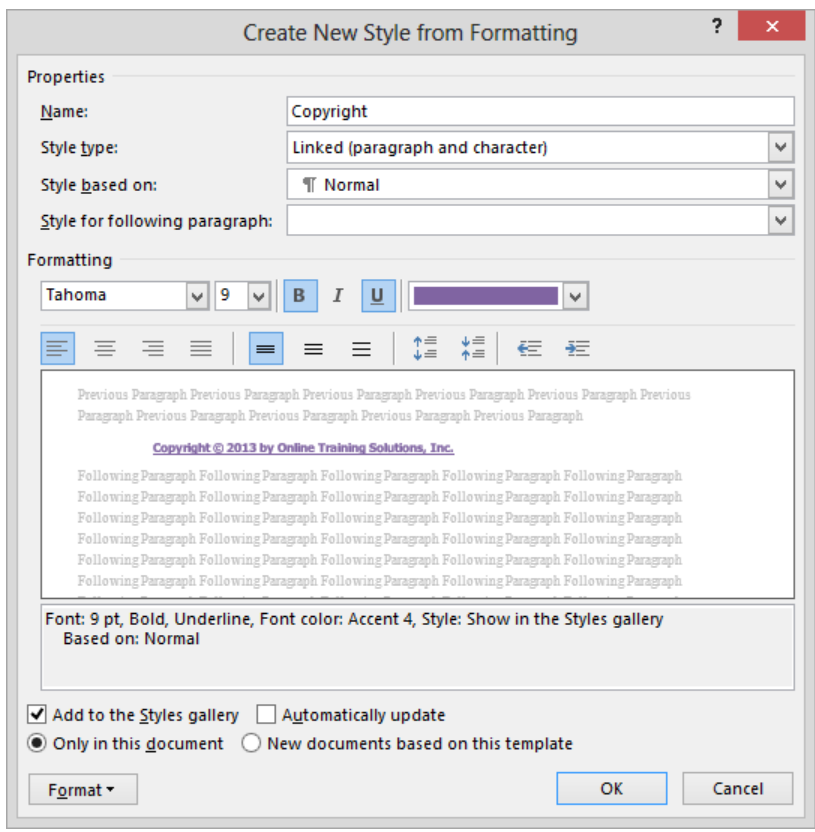 Create New Style from Formatting
?
×
Properties
Name:
Copyright
Style type:
Linked (paragraph and character)
Style based on:
¶ Normal
Style for following paragraph:
Formatting
Tahoma
9
B
I
U
Previous Paragraph Previous Paragraph Previous Paragraph Previous Paragraph Previous Paragraph Previous
Paragraph Previous Paragraph Previous Paragraph Previous Paragraph Previous Paragraph
Copyright © 2013 by Online Training Solutions, Inc.
Following Paragraph Following Paragraph Following Paragraph Following Paragraph Following Paragraph
Following Paragraph Following Paragraph Following Paragraph Following Paragraph Following Paragraph
Following Paragraph Following Paragraph Following Paragraph Following Paragraph Following Paragraph
Following Paragraph Following Paragraph Following Paragraph Following Paragraph Following Paragraph
Following Paragraph Following Paragraph Following Paragraph Following Paragraph Following Paragraph
Following Paragraph Following Paragraph Following Paragraph Following Paragraph Following Paragraph
Font: 9 pt, Bold, Underline, Font color: Accent 4, Style: Show in the Styles gallery
Based on: Normal
Add to the Styles gallery
Automatically update
Only in this document
New documents based on this template
Format
OK
Cancel